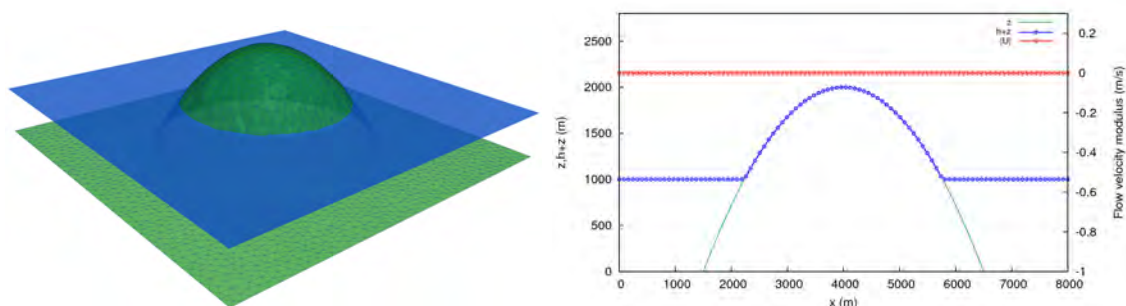 z
h+z
|U|
2500
2000
1500
1000
500
0
z,h+z (m)
0.2
0
-0.2
-0.4
-0.6
-0.8
-1
Flow velocity modulus (m/s)
0 1000 2000 3000 4000 5000 6000 7000 8000
x (m)